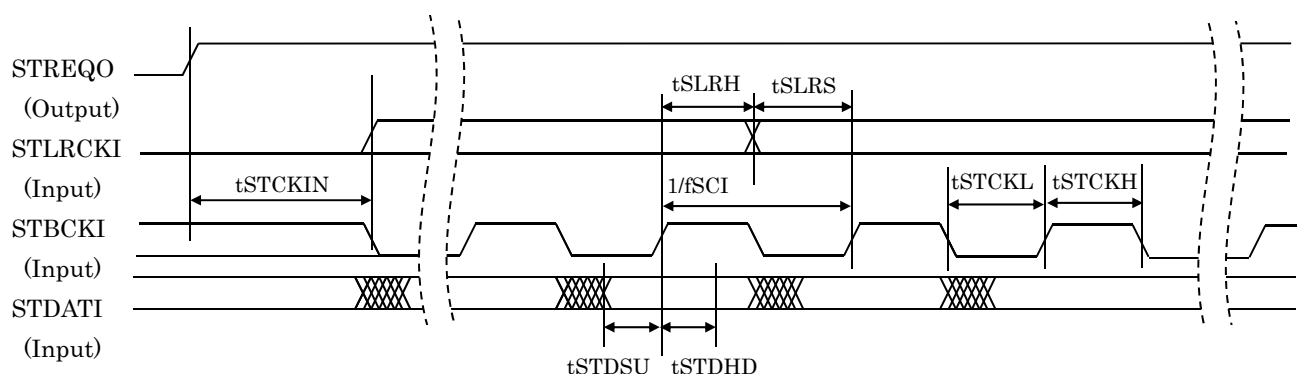 STREQO
(Output)
tSLRH
tSLRS
STLRCKI
(Input)
tSTCKIN
1/fSCI
tSTCKL
tSTCKH
STBCKI
(Input)
STDATI
(Input)
tSTDSU
tSTDHD